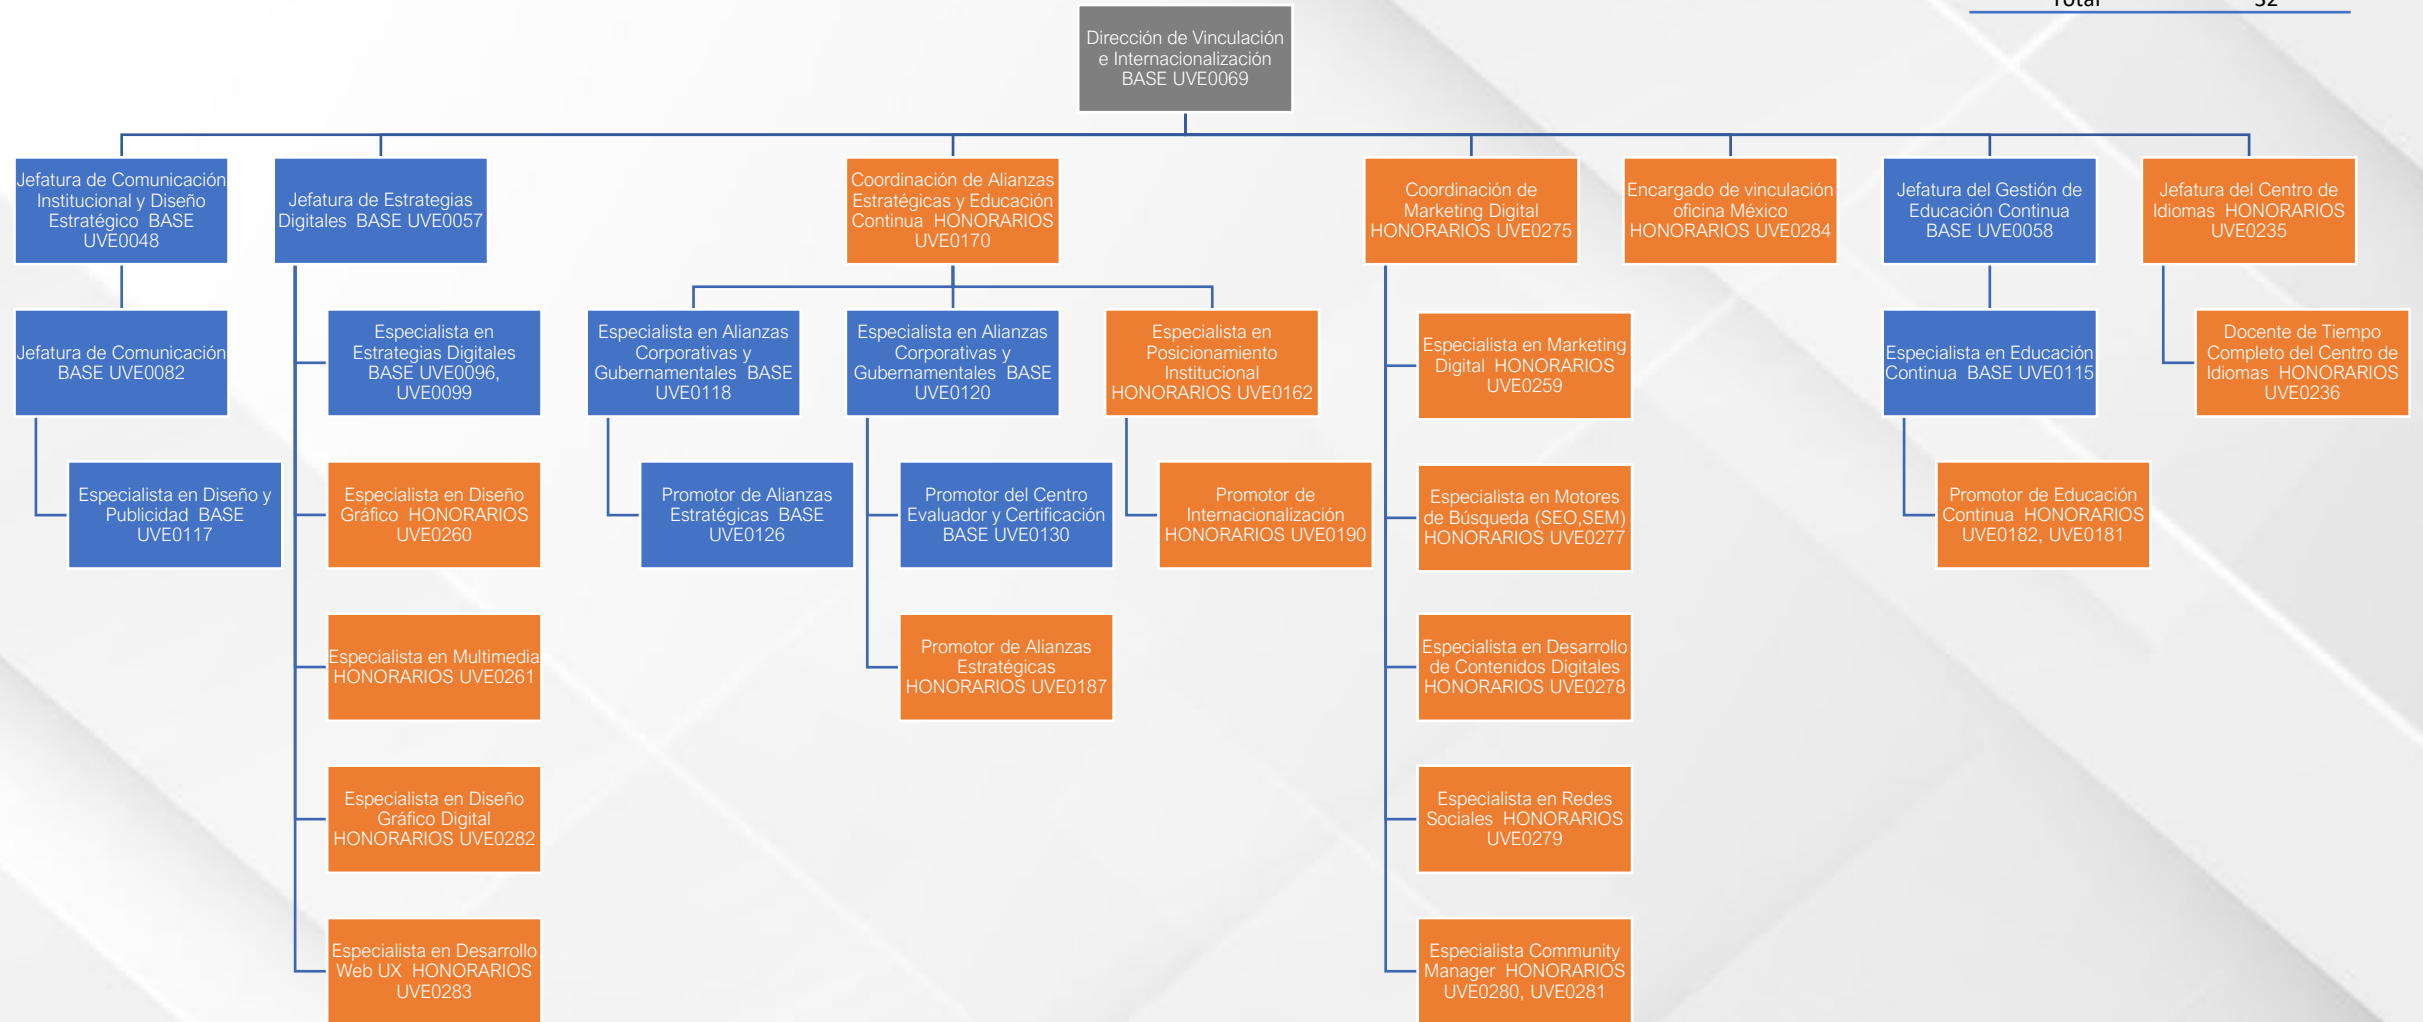 Total 32
Dirección de Vinculación
e Internacionalización
BASE UVE0069
Jefatura de Comunicación
Institucional y Diseño
Estratégico BASE
UVE0048
Jefatura de Estrategias
Digitales BASE UVE0057
Coordinación de Alianzas
Estratégicas y Educación
Continua HONORARIOS
UVE0170
Coordinación de
Marketing Digital
HONORARIOS UVE0275
Encargado de vinculación
oficina México
HONORARIOS UVE0284
Jefatura del Gestión de
Educación Continua
BASE UVE0058
Jefatura del Centro de
Idiomas HONORARIOS
UVE0235
Jefatura de Comunicación
BASE UVE0082
Especialista en
Estrategias Digitales
BASE UVE0096,
UVE0099
Especialista en Alianzas
Corporativas y
Gubernamentales BASE
UVE0118
Especialista en Alianzas
Corporativas y
Gubernamentales BASE
UVE0120
Especialista en
Posicionamiento
Institucional
HONORARIOS UVE0162
Especialista en Marketing
Digital HONORARIOS
UVE0259
Especialista en Educación
Continua BASE UVE0115
Docente de Tiempo
Completo del Centro de
Idiomas HONORARIOS
UVE0236
Especialista en Diseño y
Publicidad BASE
UVE0117
Especialista en Diseño
Gráfico HONORARIOS
UVE0260
Promotor de Alianzas
Estratégicas BASE
UVE0126
Promotor del Centro
Evaluador y Certificación
BASE UVE0130
Promotor de
Internacionalización
HONORARIOS UVE0190
Especialista en Motores
de Búsqueda (SEO,SEM)
HONORARIOS UVE0277
Promotor de Educación
Continua HONORARIOS
UVE0182, UVE0181
Especialista en Multimedia
HONORARIOS UVE0261
Promotor de Alianzas
Estratégicas
HONORARIOS UVE0187
Especialista en Desarrollo
de Contenidos Digitales
HONORARIOS UVE0278
Especialista en Diseño
Gráfico Digital
HONORARIOS UVE0282
Especialista en Redes
Sociales HONORARIOS
UVE0279
Especialista en Desarrollo
Web UX HONORARIOS
UVE0283
Especialista Community
Manager HONORARIOS
UVE0280, UVE0281